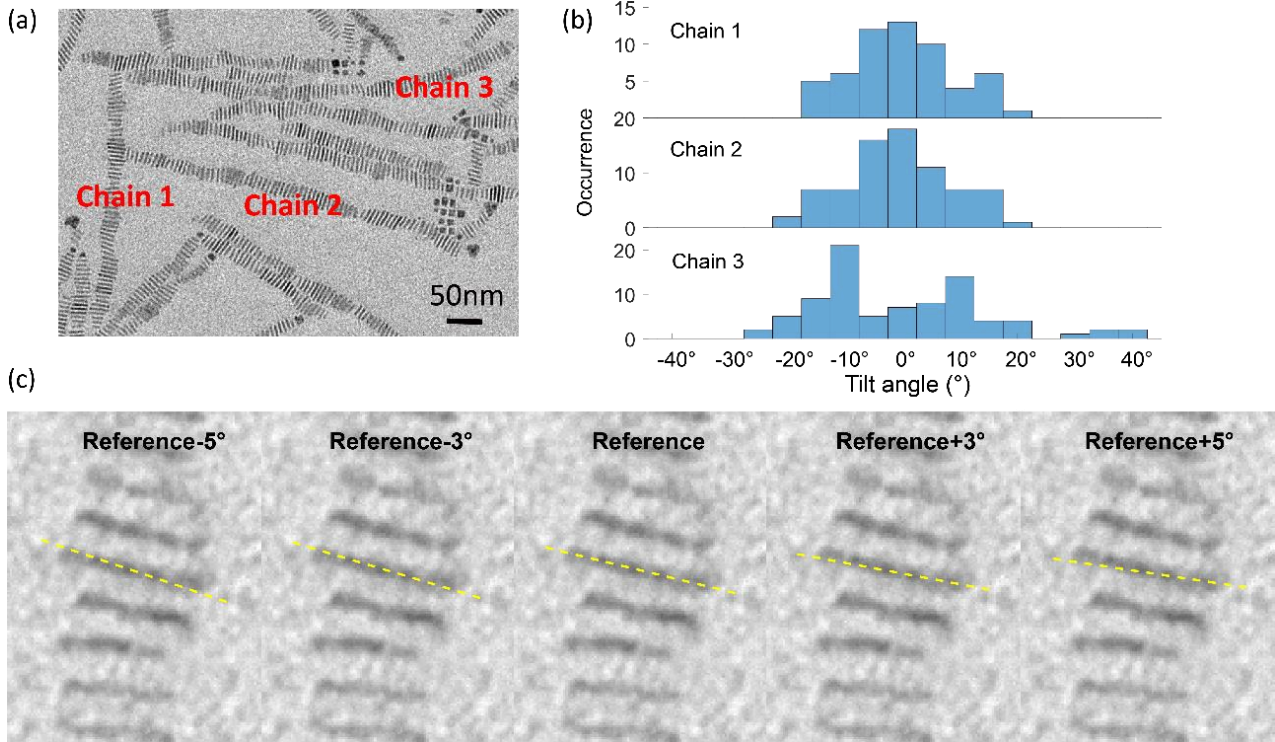 (a)
Chain 3
Chain 1
Chain 2
50nm
(b)
15
Chain 1
10
5
20
Chain 2
10
0
20
Chain 3
10
0
Occurrence
-40° -30° -20° -10° 0° 10° 20° 30° 40°
Tilt angle (°)
(c)
Reference-5° Reference-3° Reference Reference+3° Reference+5°